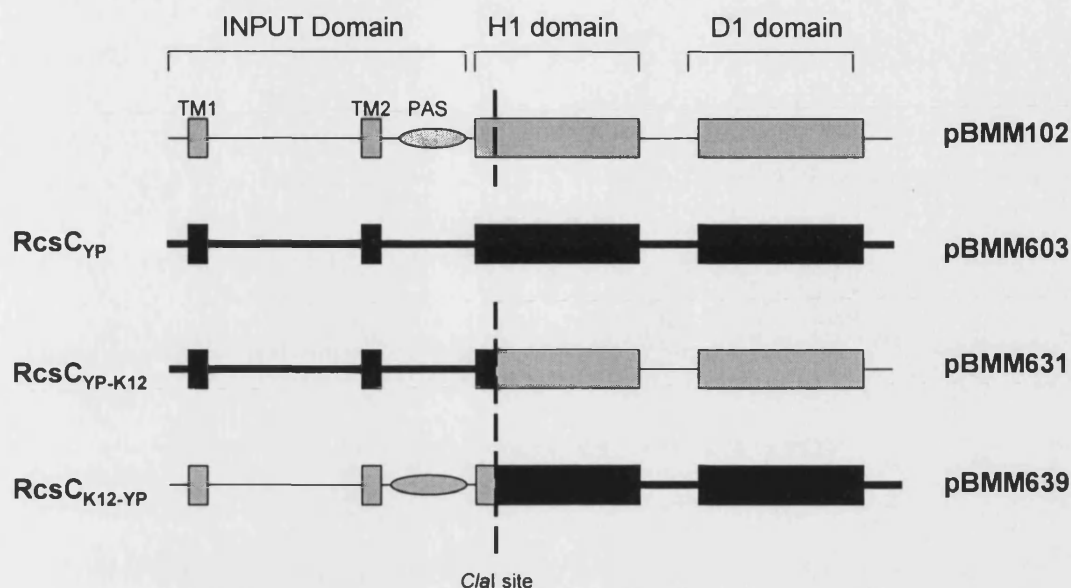 INPUT Domain H1 domain D1 domain
TM1 TM2 PAS
pBMM102
RcsC_YP pBMM603
RcsC_YP-K12 pBMM631
RcsC_K12-YP pBMM639
ClaI site